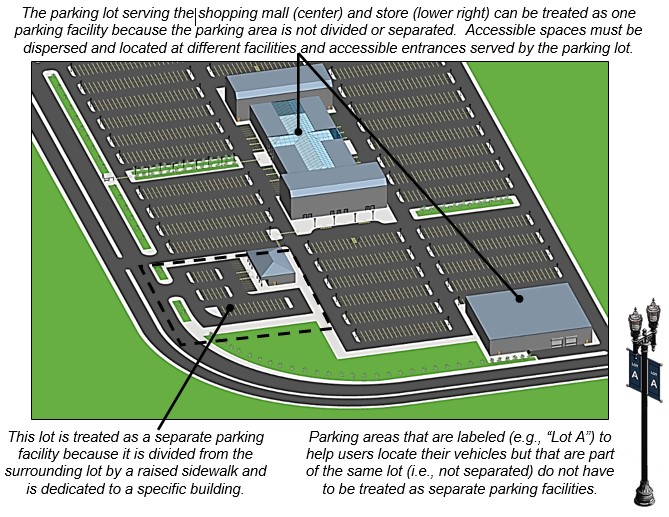 The parking lot serving the shopping mall (center) and store (lower right) can be treated as one
parking facility because the parking area is not divided or separated. Accessible spaces must be
dispersed and located at different facilities and accessible entrances served by the parking lot.
LOT
A
LOT
A
This lot is treated as a separate parking
facility because it is divided from the
surrounding lot by a raised sidewalk and
is dedicated to a specific building.
Parking areas that are labeled (e.g., “Lot A”) to
help users locate their vehicles but that are part
of the same lot (i.e., not separated) do not have
to be treated as separate parking facilities.